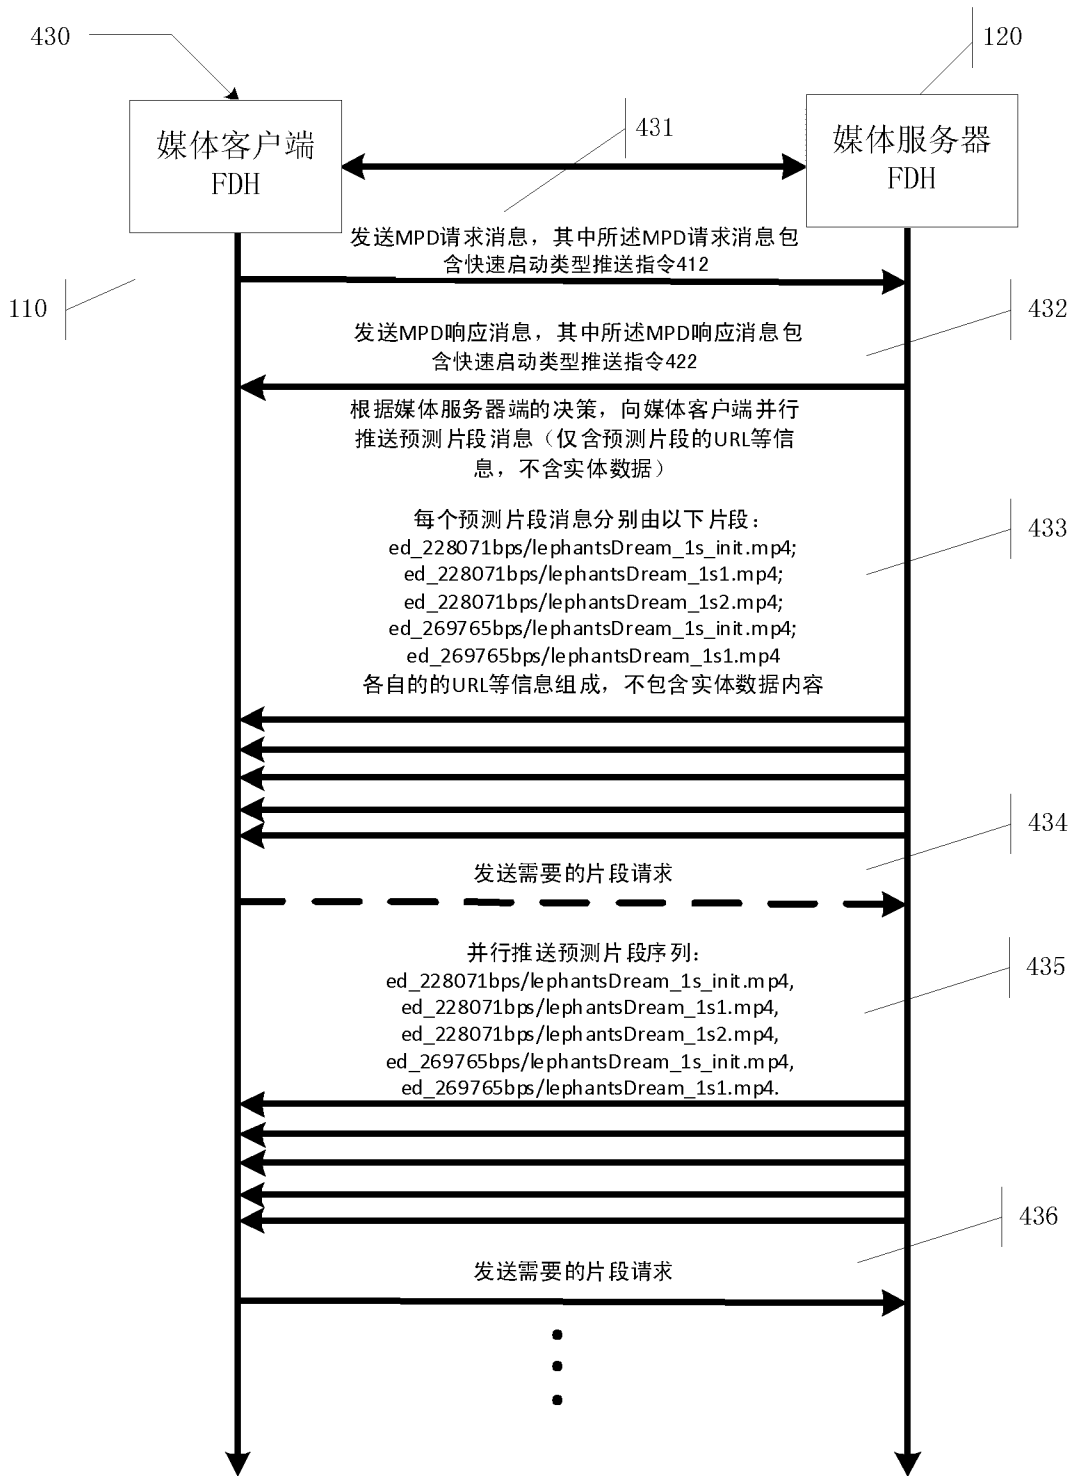 430
120
媒体客户端
FDH
431
媒体服务器
FDH
发送MPD请求消息，其中所述MPD请求消息包
含快速启动类型推送指令412
110
432
发送MPD响应消息，其中所述MPD响应消息包
含快速启动类型推送指令422
根据媒体服务器端的决策，向媒体客户端并行
推送预测片段消息（仅含预测片段的URL等信
息，不含实体数据）
每个预测片段消息分别由以下片段：
433
ed_228071bps/lephantsDream_1s_init.mp4;
ed_228071bps/lephantsDream_1s1.mp4;
ed_228071bps/lephantsDream_1s2.mp4;
ed_269765bps/lephantsDream_1s_init.mp4;
ed_269765bps/lephantsDream_1s1.mp4
各自的的URL等信息组成，不包含实体数据内容
434
发送需要的片段请求
并行推送预测片段序列：
435
ed_228071bps/lephantsDream_1s_init.mp4,
ed_228071bps/lephantsDream_1s1.mp4,
ed_228071bps/lephantsDream_1s2.mp4,
ed_269765bps/lephantsDream_1s_init.mp4,
ed_269765bps/lephantsDream_1s1.mp4.
436
发送需要的片段请求